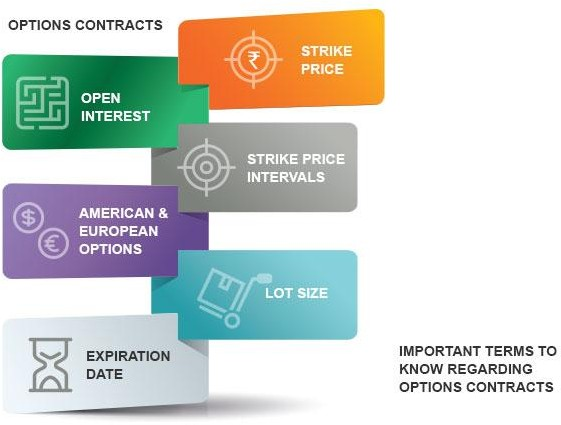 OPTIONS CONTRACTS
₹
STRIKE
PRICE
OPEN
INTEREST
STRIKE PRICE
INTERVALS
$
€
AMERICAN &
EUROPEAN
OPTIONS
LOT SIZE
EXPIRATION
DATE
IMPORTANT TERMS TO
KNOW REGARDING
OPTIONS CONTRACTS